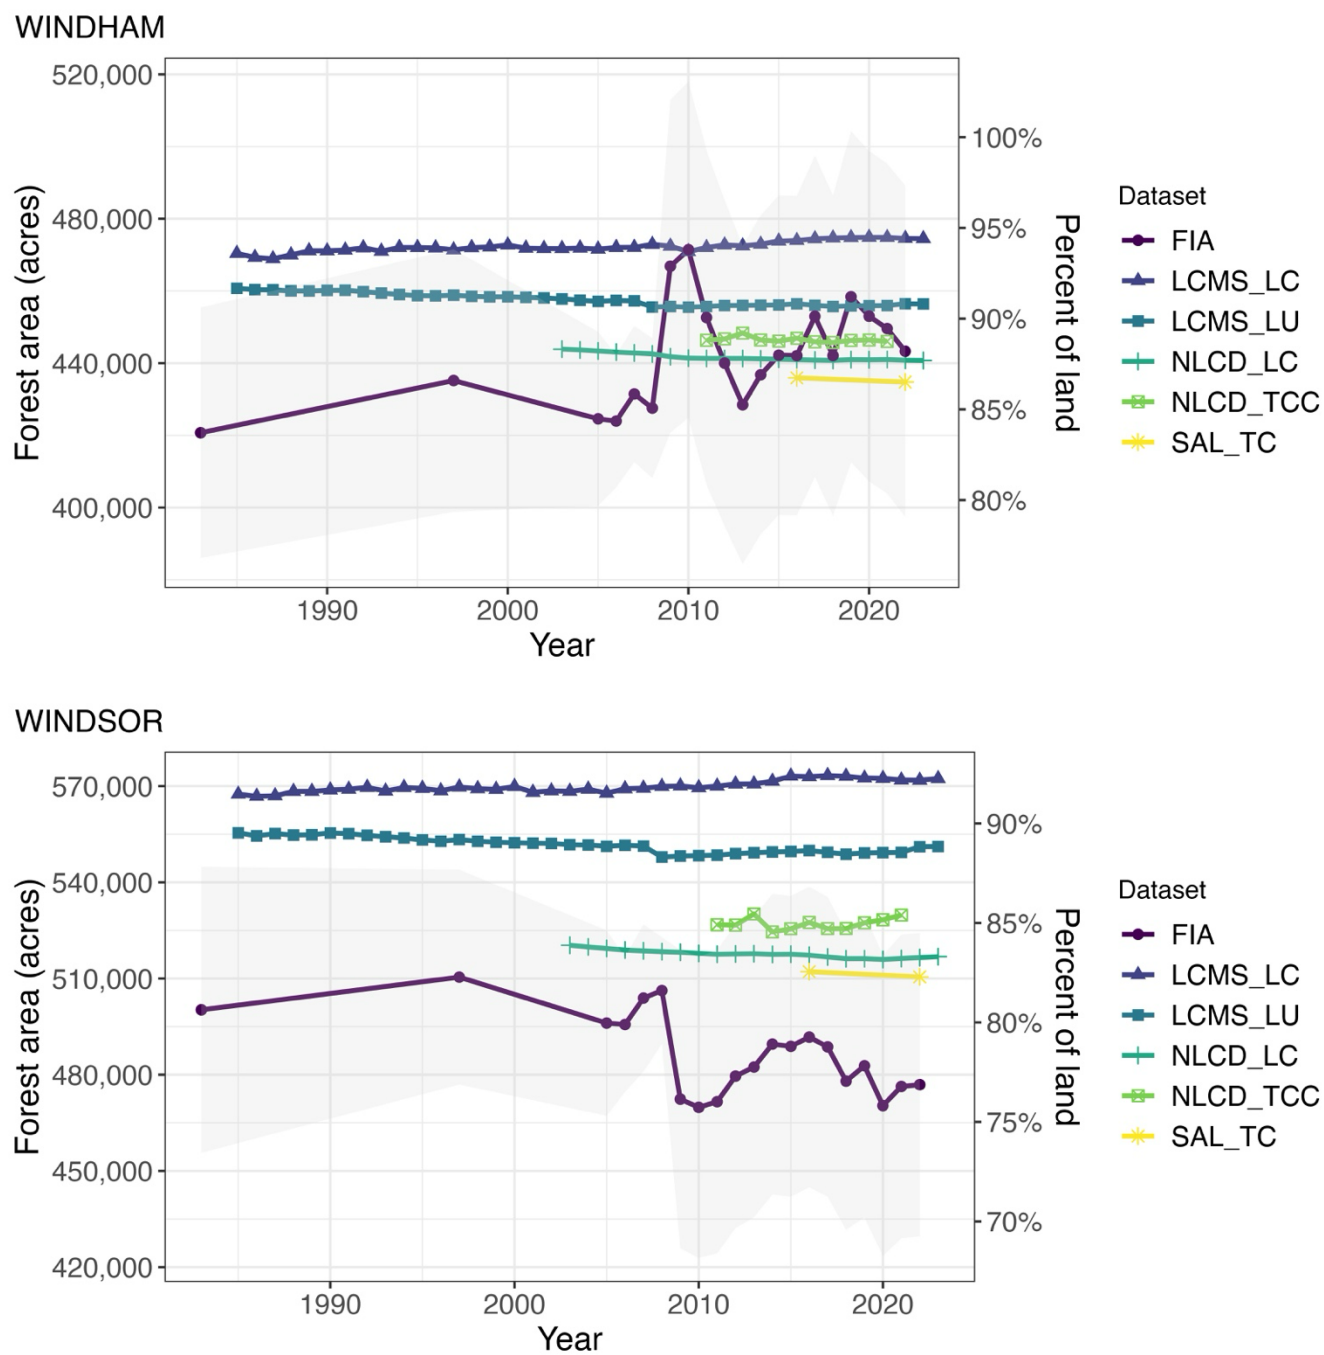 WINDHAM
520,000
480,000
440,000
400,000
Forest area (acres)
100%
95%
90%
85%
80%
Percent of land
1990 2000 2010 2020
Year
Dataset
FIA
LCMS_LC
LCMS_LU
NLCD_LC
NLCD_TCC
SAL_TC
WINDSOR
570,000
540,000
510,000
480,000
450,000
420,000
Forest area (acres)
90%
85%
80%
75%
70%
Percent of land
1990 2000 2010 2020
Year
Dataset
FIA
LCMS_LC
LCMS_LU
NLCD_LC
NLCD_TCC
SAL_TC